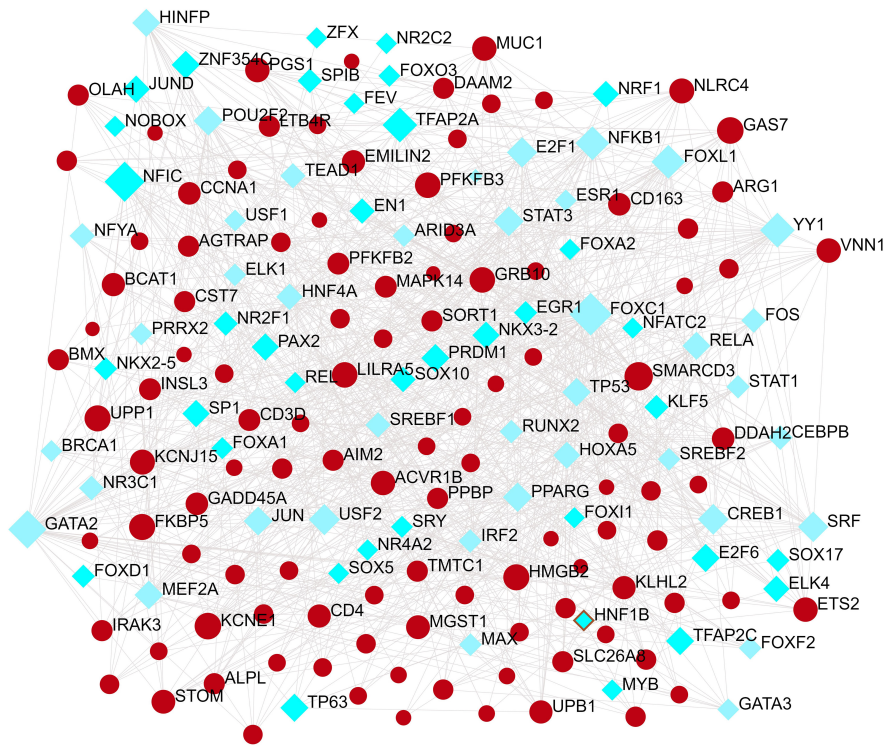 HINFP
ZFX
NR2C2
MUC1
ZNF354C
PGS1
SPIB
FOXO3
DAAM2
OLAH
JUND
NRF1
NLRC4
FEV
NOBOX
POU2F2
LTB4R
TFAP2A
GAS7
E2F1
NFKB1
EMILIN2
FOXL1
NFIC
TEAD1
CCNA1
PFKFB3
ESR1
CD163
ARG1
EN1
USF1
STAT3
YY1
NFYA
ARID3A
AGTRAP
FOXA2
VNN1
PFKFB2
ELK1
BCAT1
MAPK14
GRB10
CST7
HNF4A
EGR1
FOXC1
NR2F1
SORT1
NFATC2
FOS
PRRX2
NKX3-2
PAX2
RELA
BMX
NKX2-5
PRDM1
REL
LILRA5
SOX10
SMARCD3
INSL3
TP53
STAT1
KLF5
UPP1
SP1
CD3D
SREBF1
RUNX2
DDAH2
CEBPB
BRCA1
FOXA1
KCNJ15
AIM2
HOXA5
SREBF2
NR3C1
ACVR1B
GADD45A
PPBP
PPARG
GATA2
FKBP5
JUN
USF2
SRY
FOXI1
CREB1
SRF
IRF2
NR4A2
E2F6
SOX17
FOXD1
SOX5
TMTC1
HMGB2
KLHL2
ELK4
MEF2A
ETS2
IRAK3
KCNE1
CD4
MGST1
HNF1B
MAX
TFAP2C
FOXF2
SLC26A8
STOM
ALPL
MYB
TP63
UPB1
GATA3